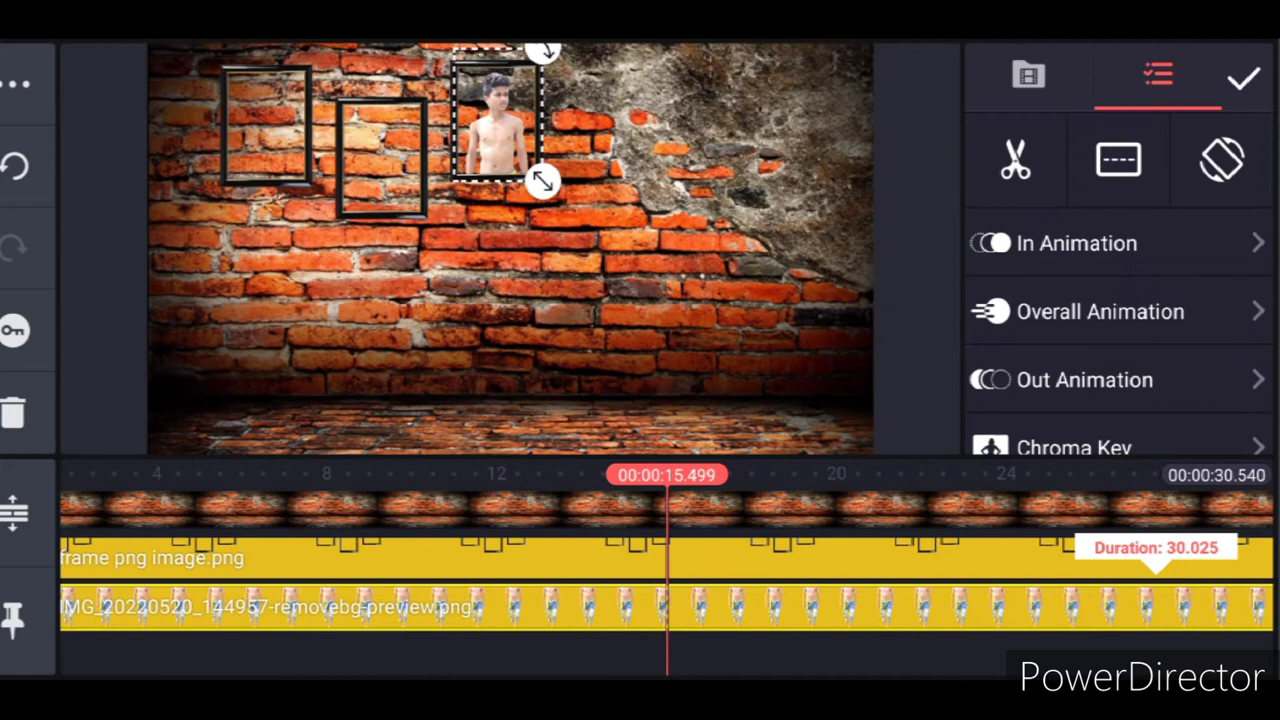 In Animation
Overall Animation
Out Animation
Chroma Key
4
8
12
00:00:15.499
20
24
00:00:30.540
frame png image.png
Duration: 30.025
IMG_20220520_144957-removebg-preview.png
PowerDirector